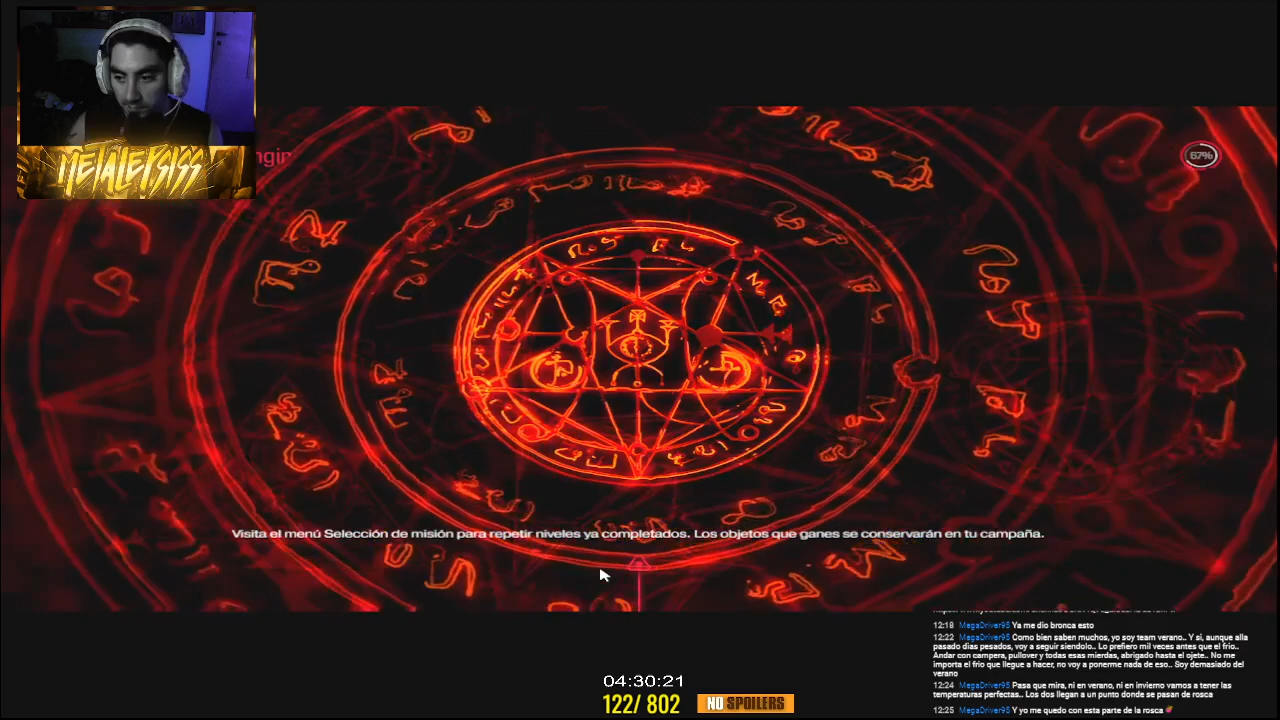 METALERSISS
ngin
67%
Visita el menú Selección de misión para repetir niveles ya completados. Los objetos que ganes se conservarán en tu campaña.
12:18 MegaDriver95 Ya me dio bronca esto
12:22 MegaDriver95 Como bien saben muchos, yo soy team verano.. Y si, aunque alla
pasado dias pesados, voy a seguir siendolo.. Lo prefiero mil veces antes que el frio..
Andar con campera, pullover y todas esas mierdas, abrigado hasta el ojete.. No me
importa el frio que llegue a hacer, no voy a ponerme nada de eso.. Soy demasiado del
verano
12:24 MegaDriver95 Pasa que mira, ni en verano, ni en invierno vamos a tener las
temperaturas perfectas.. Los dos llegan a un punto donde se pasan de rosca
12:25 MegaDriver95 Y yo me quedo con esta parte de la rosca
04:30:21
122/ 802
NO SPOILERS